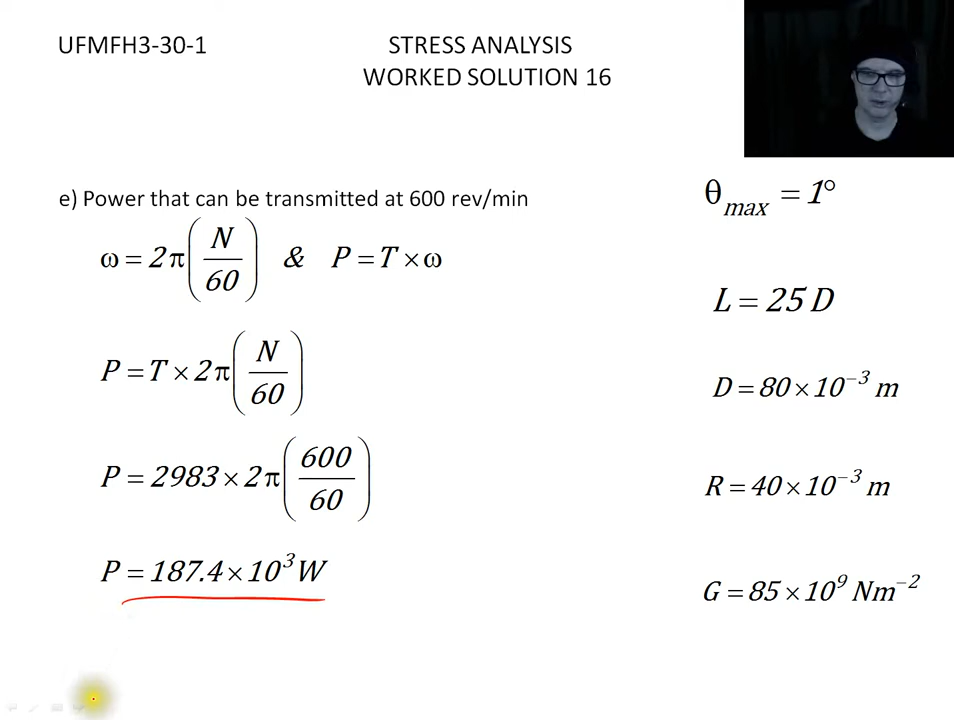 UFMFH3-30-1
STRESS ANALYSIS
WORKED SOLUTION 16
e) Power that can be transmitted at 600 rev/min
ω = 2π(N/60) & P = T × ω
P = T × 2π(N/60)
P = 2983 × 2π(600/60)
P = 187.4 × 10³ W
θmax = 1°
L = 25 D
D = 80 × 10⁻³ m
R = 40 × 10⁻³ m
G = 85 × 10⁹ Nm⁻²